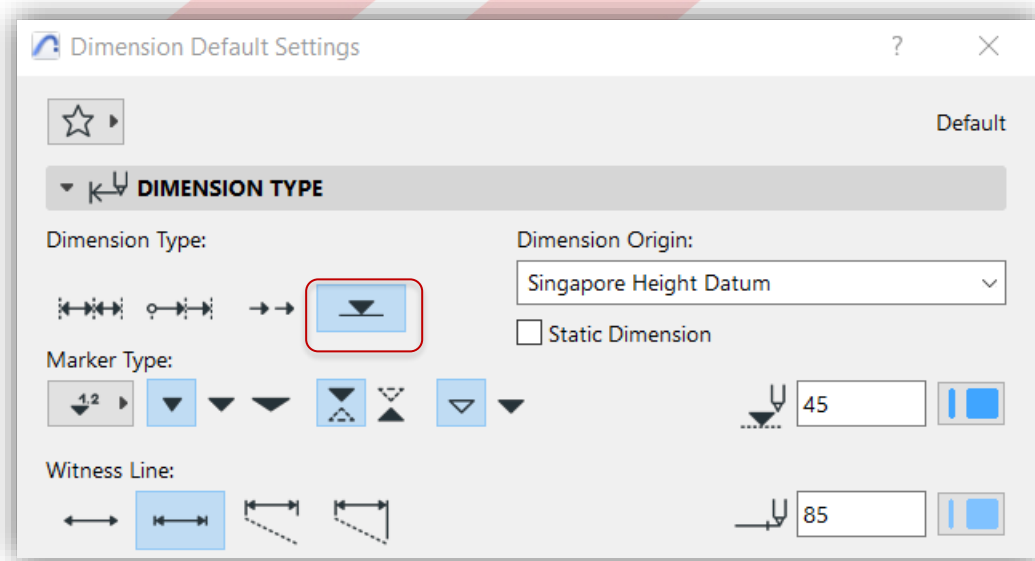 Dimension Default Settings ?
Default
DIMENSION TYPE
Dimension Type:
Dimension Origin:
Singapore Height Datum
Static Dimension
Marker Type:
1.2
45
Witness Line:
85